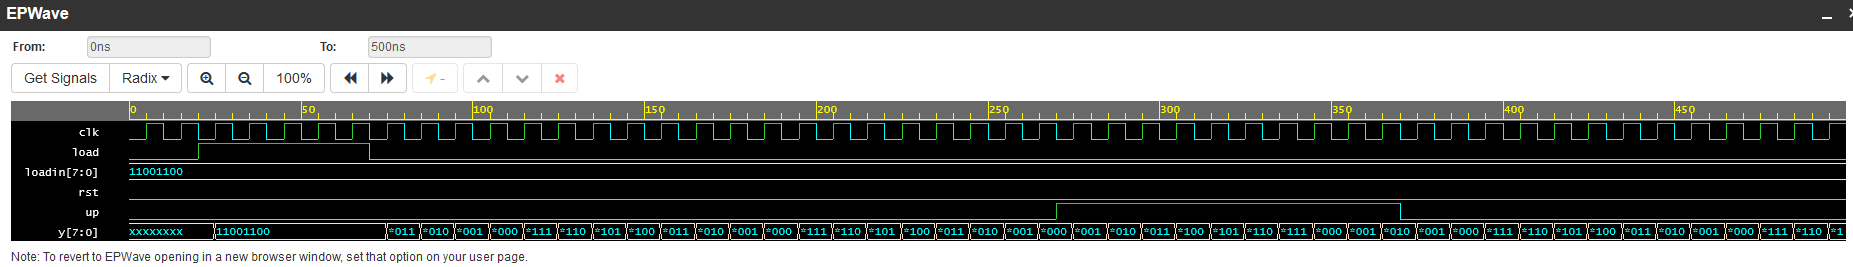 EPWave
From: 0ns To: 500ns
Get Signals Radix 100% -
0 50 100 150 200 250 300 350 400 450
clk
load
loadin[7:0] 11001100
rst
up
y[7:0] xxxxxxxx 11001100 *011 *010 *001 *000 *111 *110 *101 *100 *011 *010 *001 *000 *111 *110 *101 *100 *011 *010 *001 *000 *001 *010 *011 *100 *101 *110 *111 *000 *001 *010 *001 *000 *111 *110 *101 *100 *011 *010 *001 *000 *111 *110 *1
Note: To revert to EPWave opening in a new browser window, set that option on your user page.